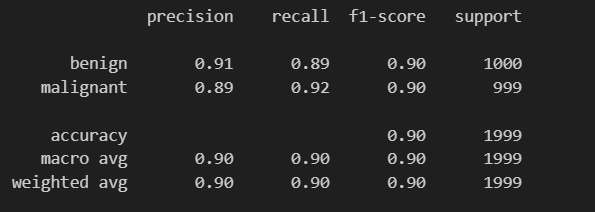 precision recall f1-score support
benign 0.91 0.89 0.90 1000
malignant 0.89 0.92 0.90 999
accuracy 0.90 1999
macro avg 0.90 0.90 0.90 1999
weighted avg 0.90 0.90 0.90 1999